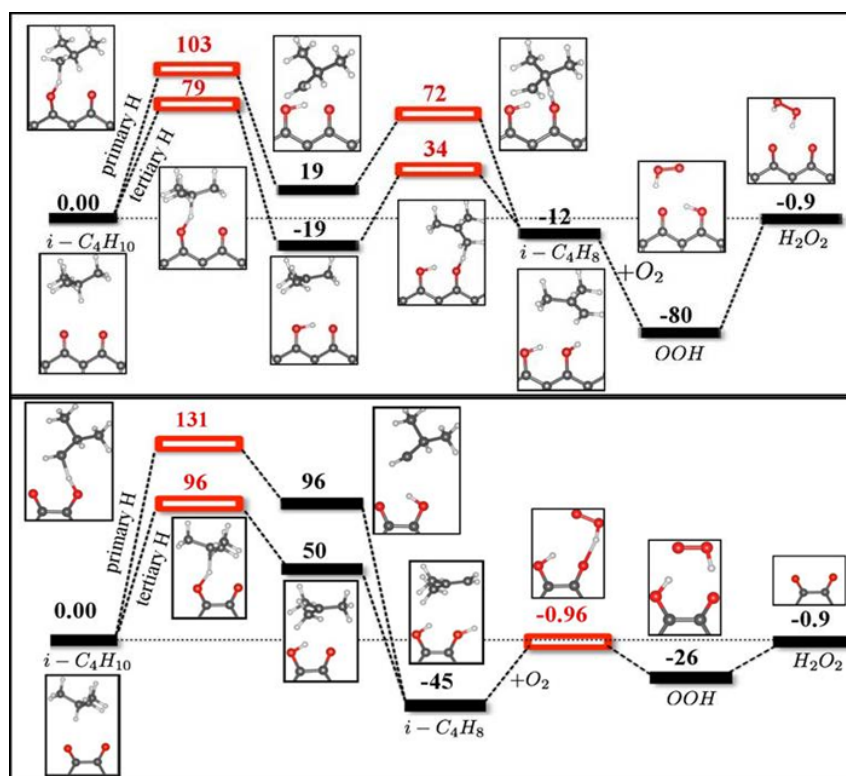 103
79
72
34
primary H
tertiary H
0.00
19
-19
-12
-0.9
i − C₄H₁₀
i − C₄H₈
+O₂
H₂O₂
-80
OOH
131
96
96
50
primary H
tertiary H
0.00
-0.96
-0.9
i − C₄H₁₀
-45
+O₂
-26
H₂O₂
OOH
i − C₄H₈